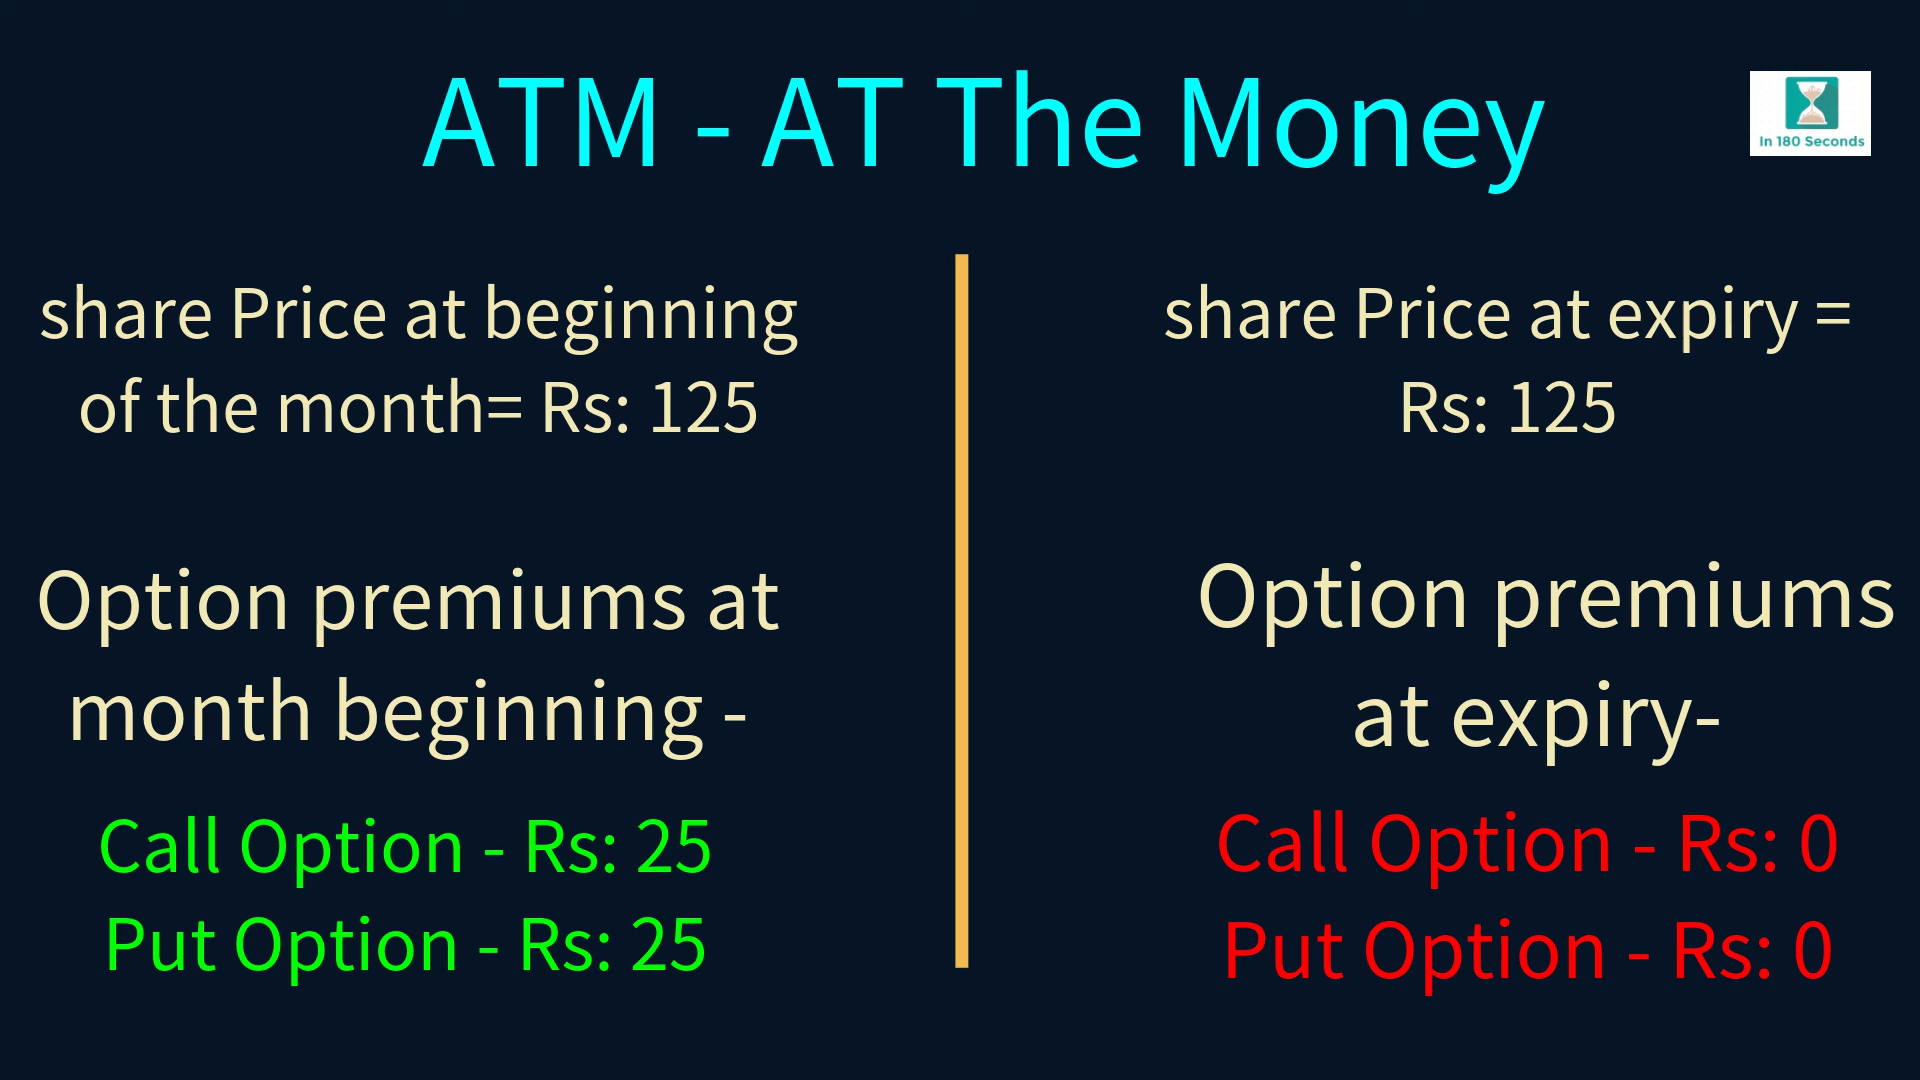 ATM - AT The Money
In 180 Seconds
share Price at beginning
of the month= Rs: 125
Option premiums at
month beginning -
Call Option - Rs: 25
Put Option - Rs: 25
share Price at expiry =
Rs: 125
Option premiums
at expiry-
Call Option - Rs: 0
Put Option - Rs: 0